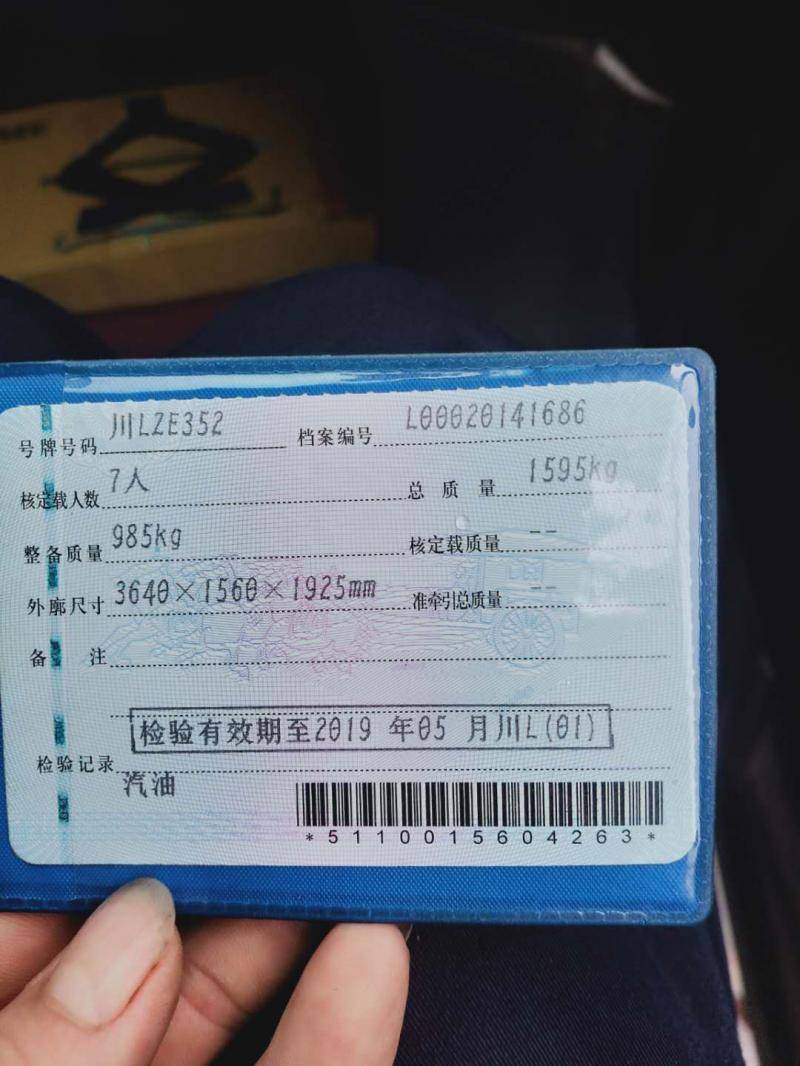 号牌号码 川LZE352 档案编号 L00020141686
核定载人数 7人 总质量 1595kg
整备质量 985kg 核定载质量 --
外廓尺寸 3640×1560×1925mm 准牵引总质量 --
备注
检验有效期至2019 年05 月川L(01)
检验记录
汽油
*5110015604263*